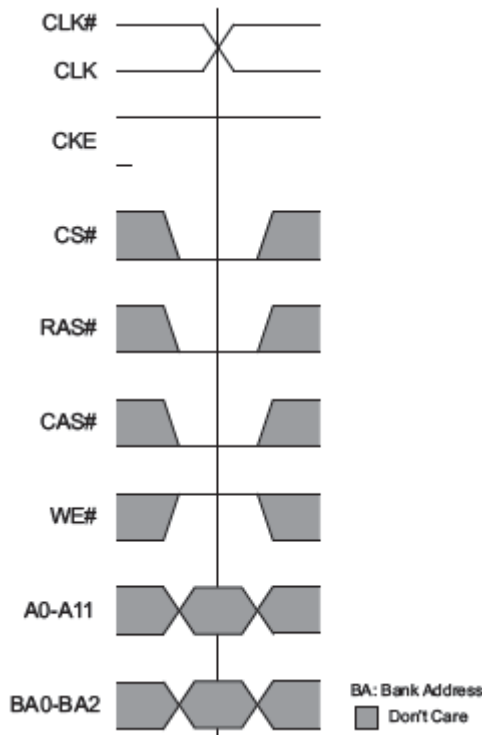 CLK#
CLK
CKE
CS#
RAS#
CAS#
WE#
A0-A11
BA0-BA2
BA: Bank Address
Don't Care